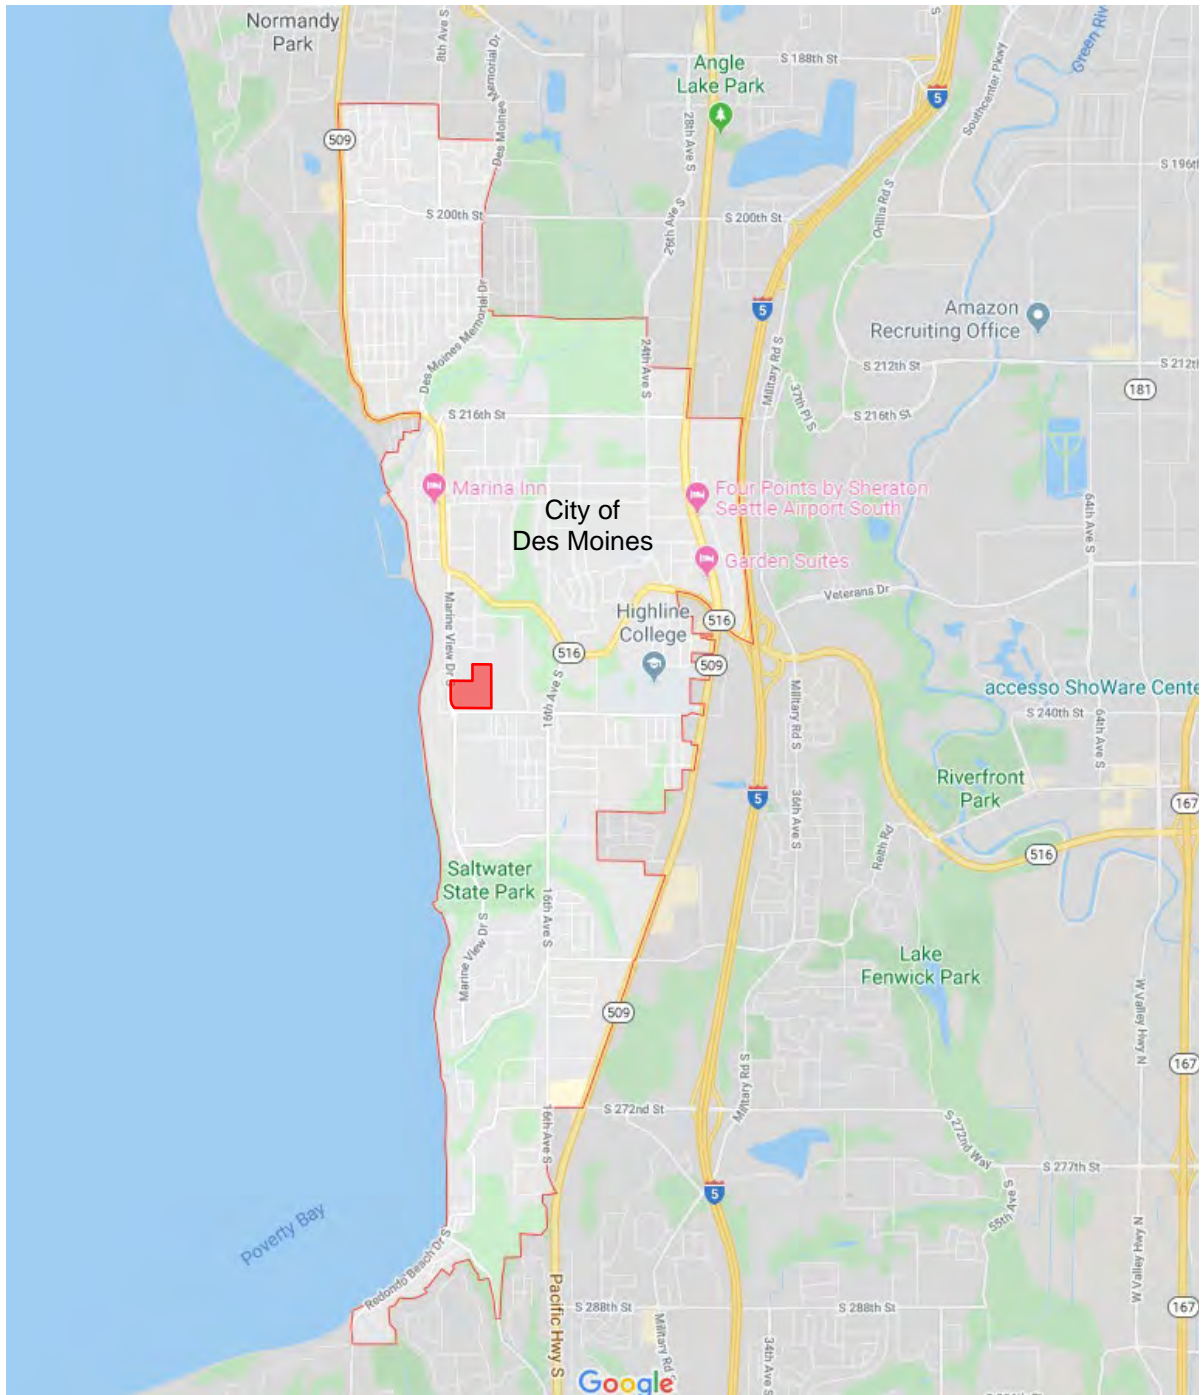 Normandy
Park
8th Ave S
Des Moines Memorial Dr
S 188th St
Angle
Lake Park
5
Southcenter Pkwy
S
509
28th Ave S
S 196th
S 200th St
S 200th St
26th Ave S
Orillia Rd S
5
Amazon
Recruiting Office
Des Moines Memorial Dr
24th Ave S
Military Rd S
S 212th St
S 212th
37th Pl S
181
S 216th St
S 216th St
Marina Inn
Four Points by Sheraton
Seattle Airport South
City of
Des Moines
64th Ave S
Garden Suites
Veterans Dr
Marine View Dr S
Highline
College
516
516
509
16th Ave S
Military Rd S
accesso ShoWare Cente
S 240th St
64th Ave S
Riverfront
Park
5
36th Ave S
167
Reith Rd
516
Saltwater
State Park
16th Ave S
Marine View Dr S
Lake
Fenwick Park
W Valley Hwy N
509
167
Military Rd S
S 272nd St
16th Ave S
S 272nd Way
S 277th St
5
55th Ave S
Poverty Bay
Redondo Beach Dr S
W Valley Hwy N
Pacific Hwy S
S 288th St
S 288th St
167
Military Rd S
34th Ave S
Google